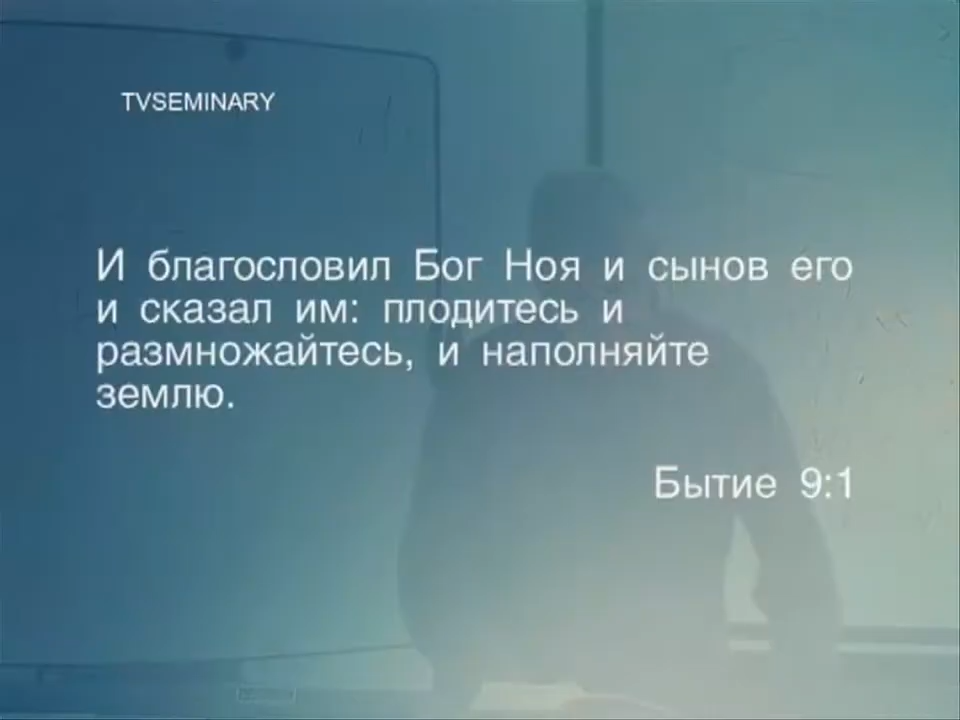 TVSEMINARY
И благословил Бог Ноя и сынов его
и сказал им: плодитесь и
размножайтесь, и наполняйте
землю.
Бытие 9:1